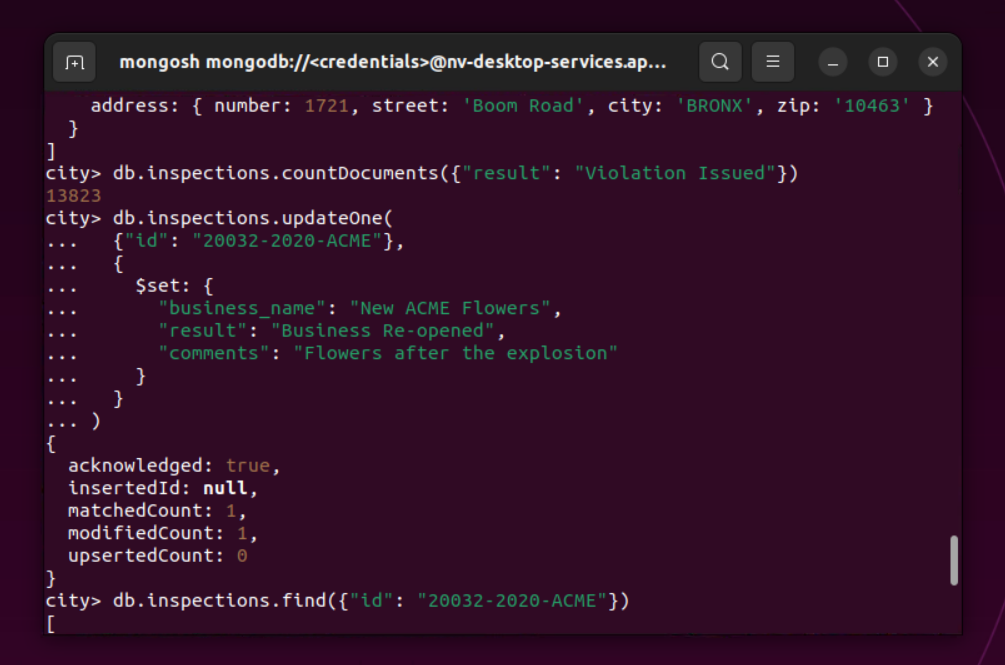 mongosh mongodb://<credentials>@nv-desktop-services.ap...
    address: { number: 1721, street: 'Boom Road', city: 'BRONX', zip: '10463' }
  }
]
city> db.inspections.countDocuments({"result": "Violation Issued"})
13823
city> db.inspections.updateOne(
...   {"id": "20032-2020-ACME"},
...   {
...     $set: {
...       "business_name": "New ACME Flowers",
...       "result": "Business Re-opened",
...       "comments": "Flowers after the explosion"
...     }
...   }
... )
{
  acknowledged: true,
  insertedId: null,
  matchedCount: 1,
  modifiedCount: 1,
  upsertedCount: 0
}
city> db.inspections.find({"id": "20032-2020-ACME"})
[